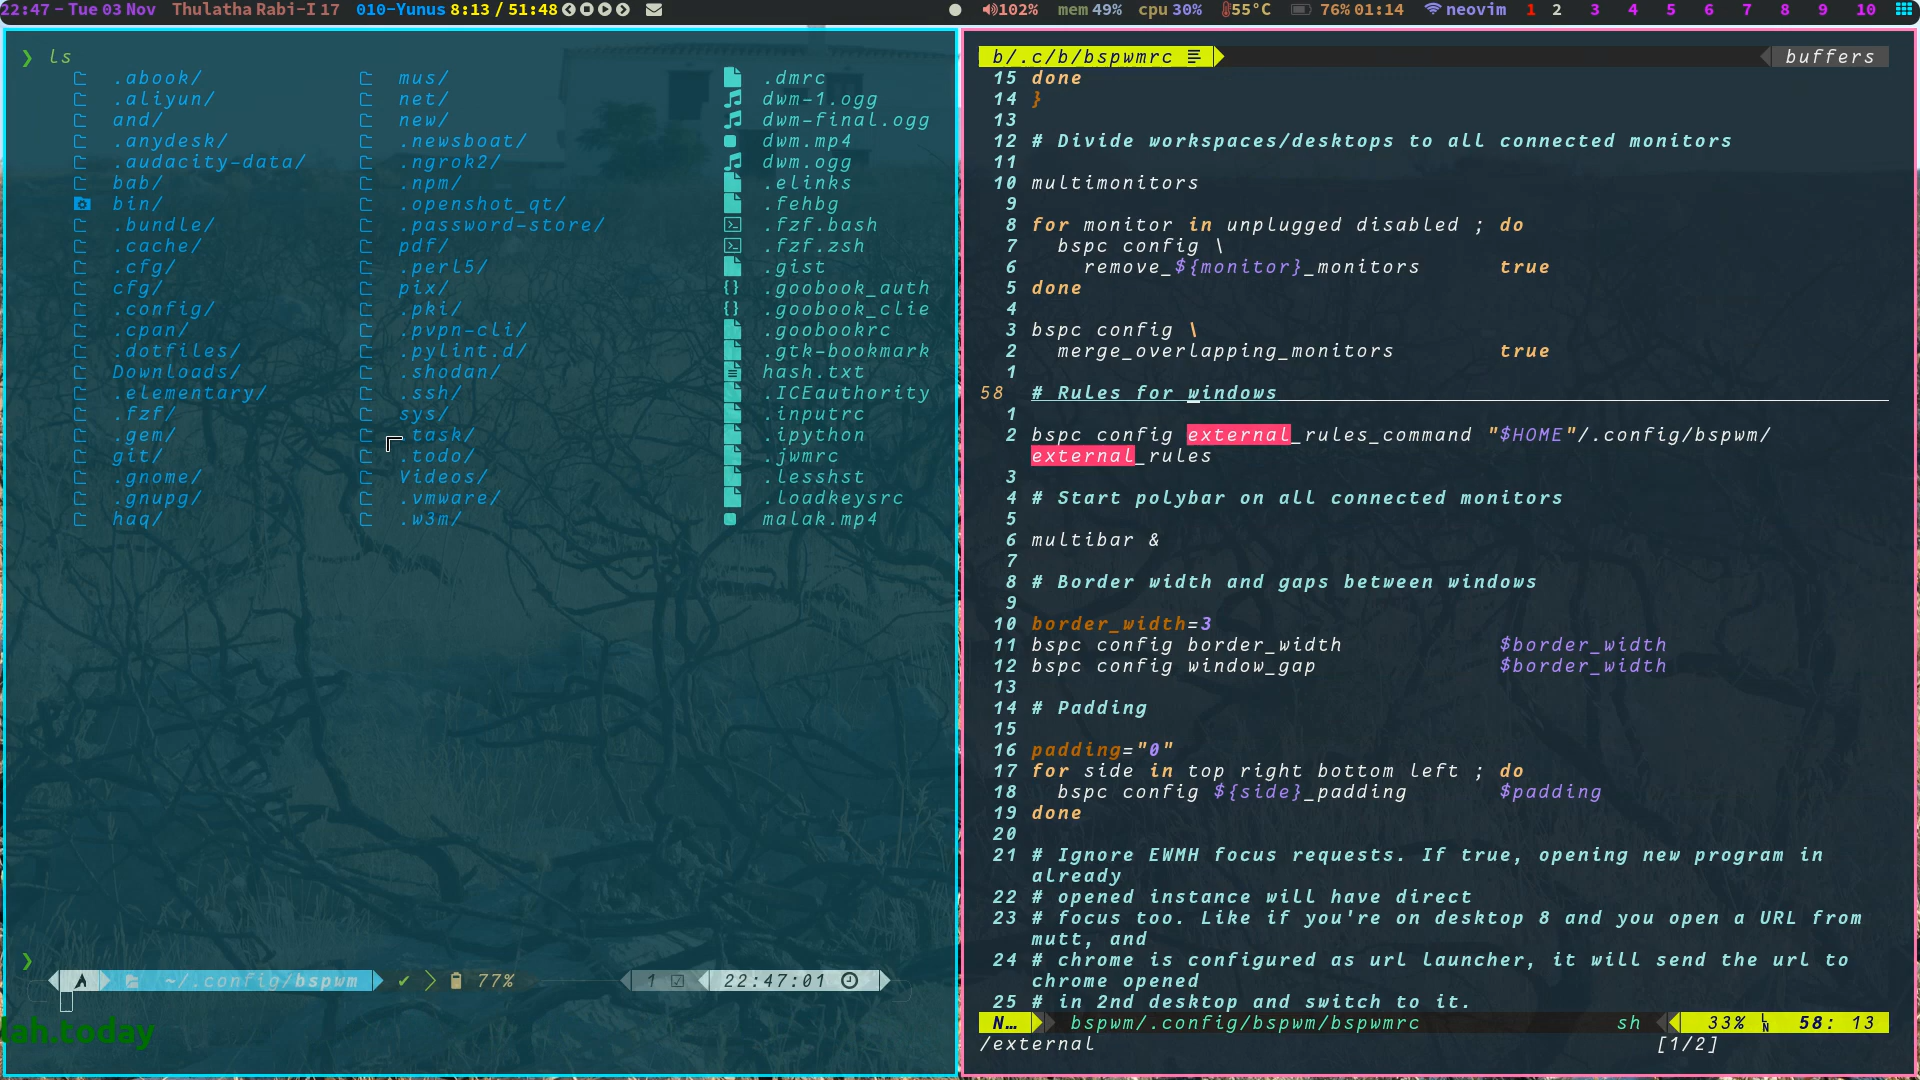 22:47 - Tue 03 Nov Thulatha Rabi-I 17 010-Yunus 8:13 / 51:48 102% mem 49% cpu 30% 55°C 76% 01:14 neovim 1 2 3 4 5 6 7 8 9 10
❯ ls
.abook/ mus/ .dmrc
.aliyun/ net/ dwm-1.ogg
and/ new/ dwm-final.ogg
.anydesk/ .newsboat/ dwm.mp4
.audacity-data/ .ngrok2/ dwm.ogg
bab/ .npm/ .elinks
bin/ .openshot_qt/ .fehbg
.bundle/ .password-store/ .fzf.bash
.cache/ pdf/ .fzf.zsh
.cfg/ .perl5/ .gist
cfg/ pix/ .goobook_auth
.config/ .pki/ .goobook_clie
.cpan/ .pvpn-cli/ .goobookrc
.dotfiles/ .pylint.d/ .gtk-bookmark
Downloads/ .shodan/ hash.txt
.elementary/ .ssh/ .ICEauthority
.fzf/ sys/ .inputrc
.gem/ .task/ .ipython
git/ .todo/ .jwmrc
.gnome/ Videos/ .lesshst
.gnupg/ .vmware/ .loadkeysrc
haq/ .w3m/ malak.mp4
❯
~/.config/bspwm ✔ 77% 1 22:47:01
lah.today
b/.c/b/bspwmrc buffers
15 done
14 }
13
12 # Divide workspaces/desktops to all connected monitors
11
10 multimonitors
9
8 for monitor in unplugged disabled ; do
7 bspc config \
6 remove_${monitor}_monitors true
5 done
4
3 bspc config \
2 merge_overlapping_monitors true
1
58 # Rules for windows
1
2 bspc config external_rules_command "$HOME"/.config/bspwm/
external_rules
3
4 # Start polybar on all connected monitors
5
6 multibar &
7
8 # Border width and gaps between windows
9
10 border_width=3
11 bspc config border_width $border_width
12 bspc config window_gap $border_width
13
14 # Padding
15
16 padding="0"
17 for side in top right bottom left ; do
18 bspc config ${side}_padding $padding
19 done
20
21 # Ignore EWMH focus requests. If true, opening new program in
already
22 # opened instance will have direct
23 # focus too. Like if you're on desktop 8 and you open a URL from
mutt, and
24 # chrome is configured as url launcher, it will send the url to
chrome opened
25 # in 2nd desktop and switch to it.
N… bspwm/.config/bspwm/bspwmrc sh 33% LN 58: 13
/external [1/2]